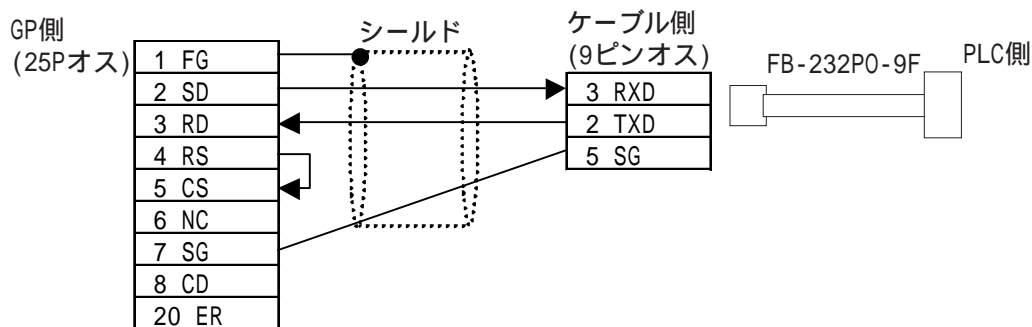 GP側
(25Pオス)
シールド
ケーブル側
(9ピンオス)
FB-232P0-9F
PLC側
1 FG
2 SD
3 RD
4 RS
5 CS
6 NC
7 SG
8 CD
20 ER
3 RXD
2 TXD
5 SG